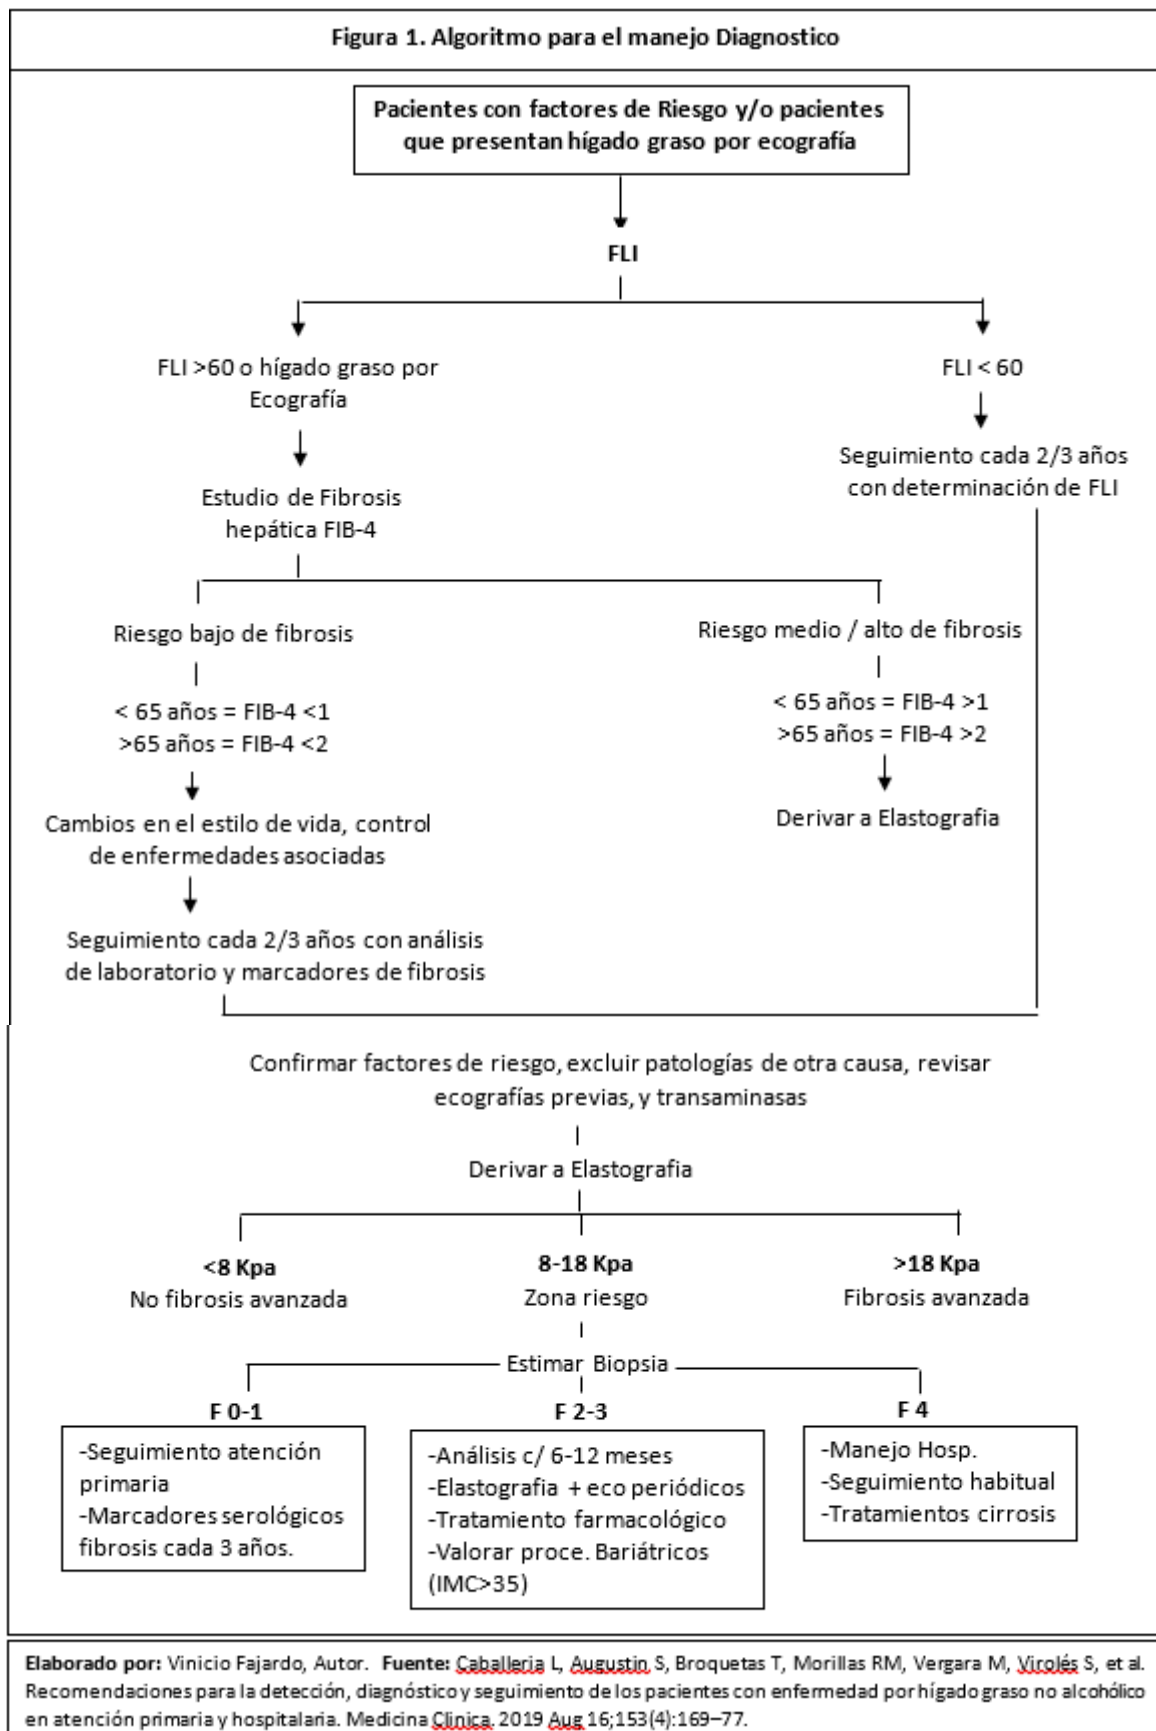 Figura 1. Algoritmo para el manejo Diagnostico
Pacientes con factores de Riesgo y/o pacientes
que presentan hígado graso por ecografía
FLI
FLI >60 o hígado graso por
Ecografía
FLI < 60
Seguimiento cada 2/3 años
con determinación de FLI
Estudio de Fibrosis
hepática FIB-4
Riesgo bajo de fibrosis
Riesgo medio / alto de fibrosis
< 65 años = FIB-4 <1
>65 años = FIB-4 <2
< 65 años = FIB-4 >1
>65 años = FIB-4 >2
Cambios en el estilo de vida, control
de enfermedades asociadas
Derivar a Elastografia
Seguimiento cada 2/3 años con análisis
de laboratorio y marcadores de fibrosis
Confirmar factores de riesgo, excluir patologías de otra causa, revisar
ecografías previas, y transaminasas
Derivar a Elastografia
<8 Kpa
No fibrosis avanzada
8-18 Kpa
Zona riesgo
>18 Kpa
Fibrosis avanzada
Estimar Biopsia
F 0-1
-Seguimiento atención
primaria
-Marcadores serológicos
fibrosis cada 3 años.
F 2-3
-Análisis c/ 6-12 meses
-Elastografia + eco periódicos
-Tratamiento farmacológico
-Valorar proce. Bariátricos
(IMC>35)
F 4
-Manejo Hosp.
-Seguimiento habitual
-Tratamientos cirrosis
Elaborado por: Vinicio Fajardo, Autor. Fuente: Caballeria L, Augustin S, Broquetas T, Morillas RM, Vergara M, Virolés S, et al.
Recomendaciones para la detección, diagnóstico y seguimiento de los pacientes con enfermedad por hígado graso no alcohólico
en atención primaria y hospitalaria. Medicina Clinica. 2019 Aug 16;153(4):169–77.